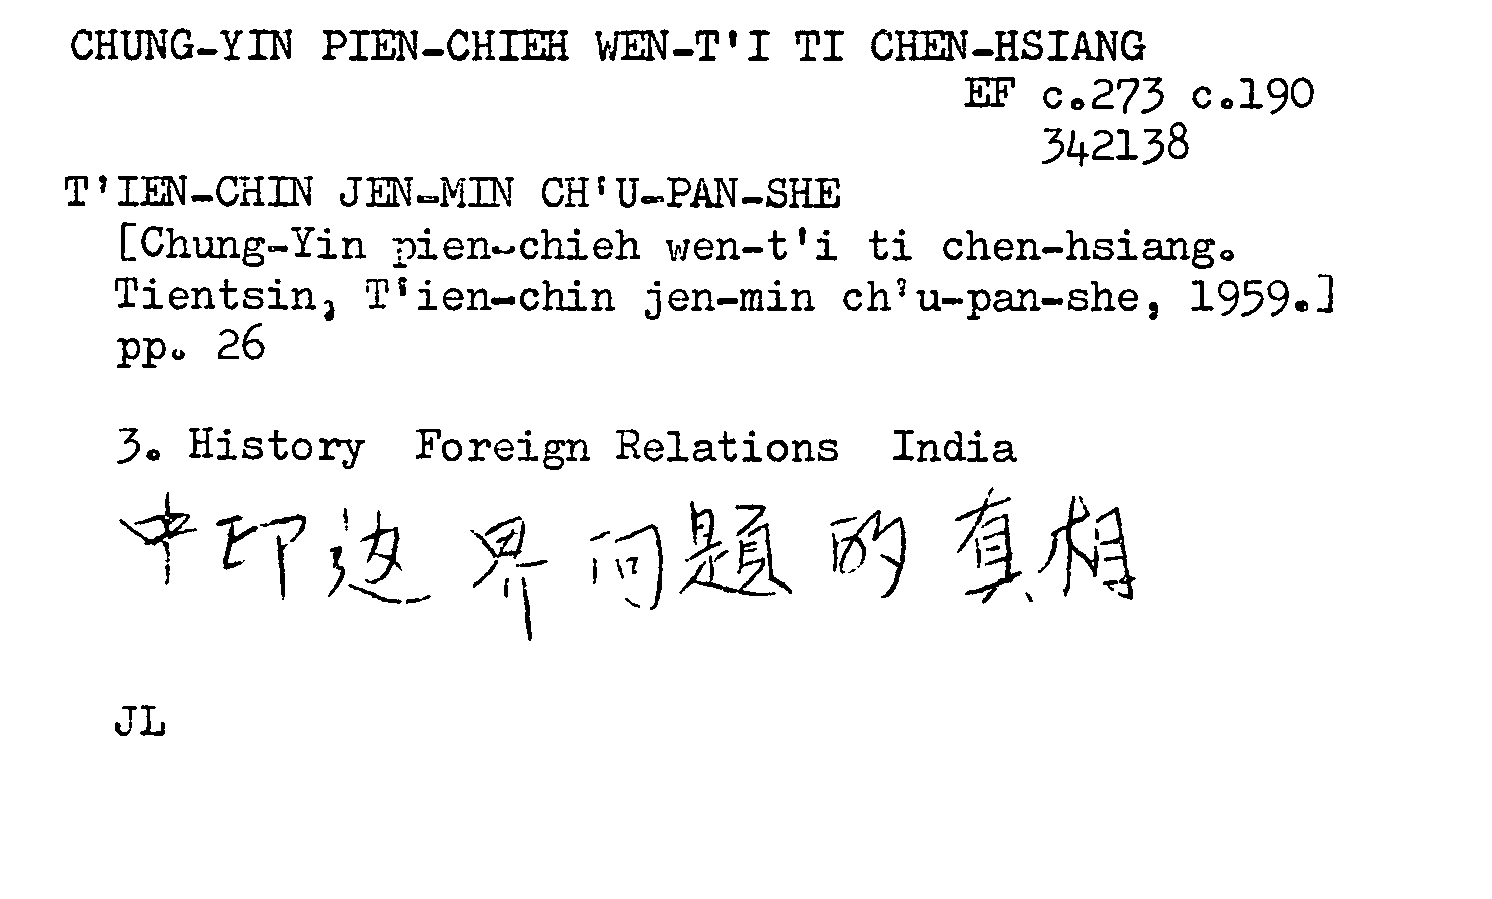 CHUNG-YIN PIEN-CHIEH WEN-T'I TI CHEN-HSIANG
EF c.273 c.190
342138
T'IEN-CHIN JEN-MIN CH'U-PAN-SHE
[Chung-Yin pien-chieh wen-t'i ti chen-hsiang.
Tientsin, T'ien-chin jen-min ch'u-pan-she, 1959.]
pp. 26
3. History Foreign Relations India
中印边界问題的真相
JL